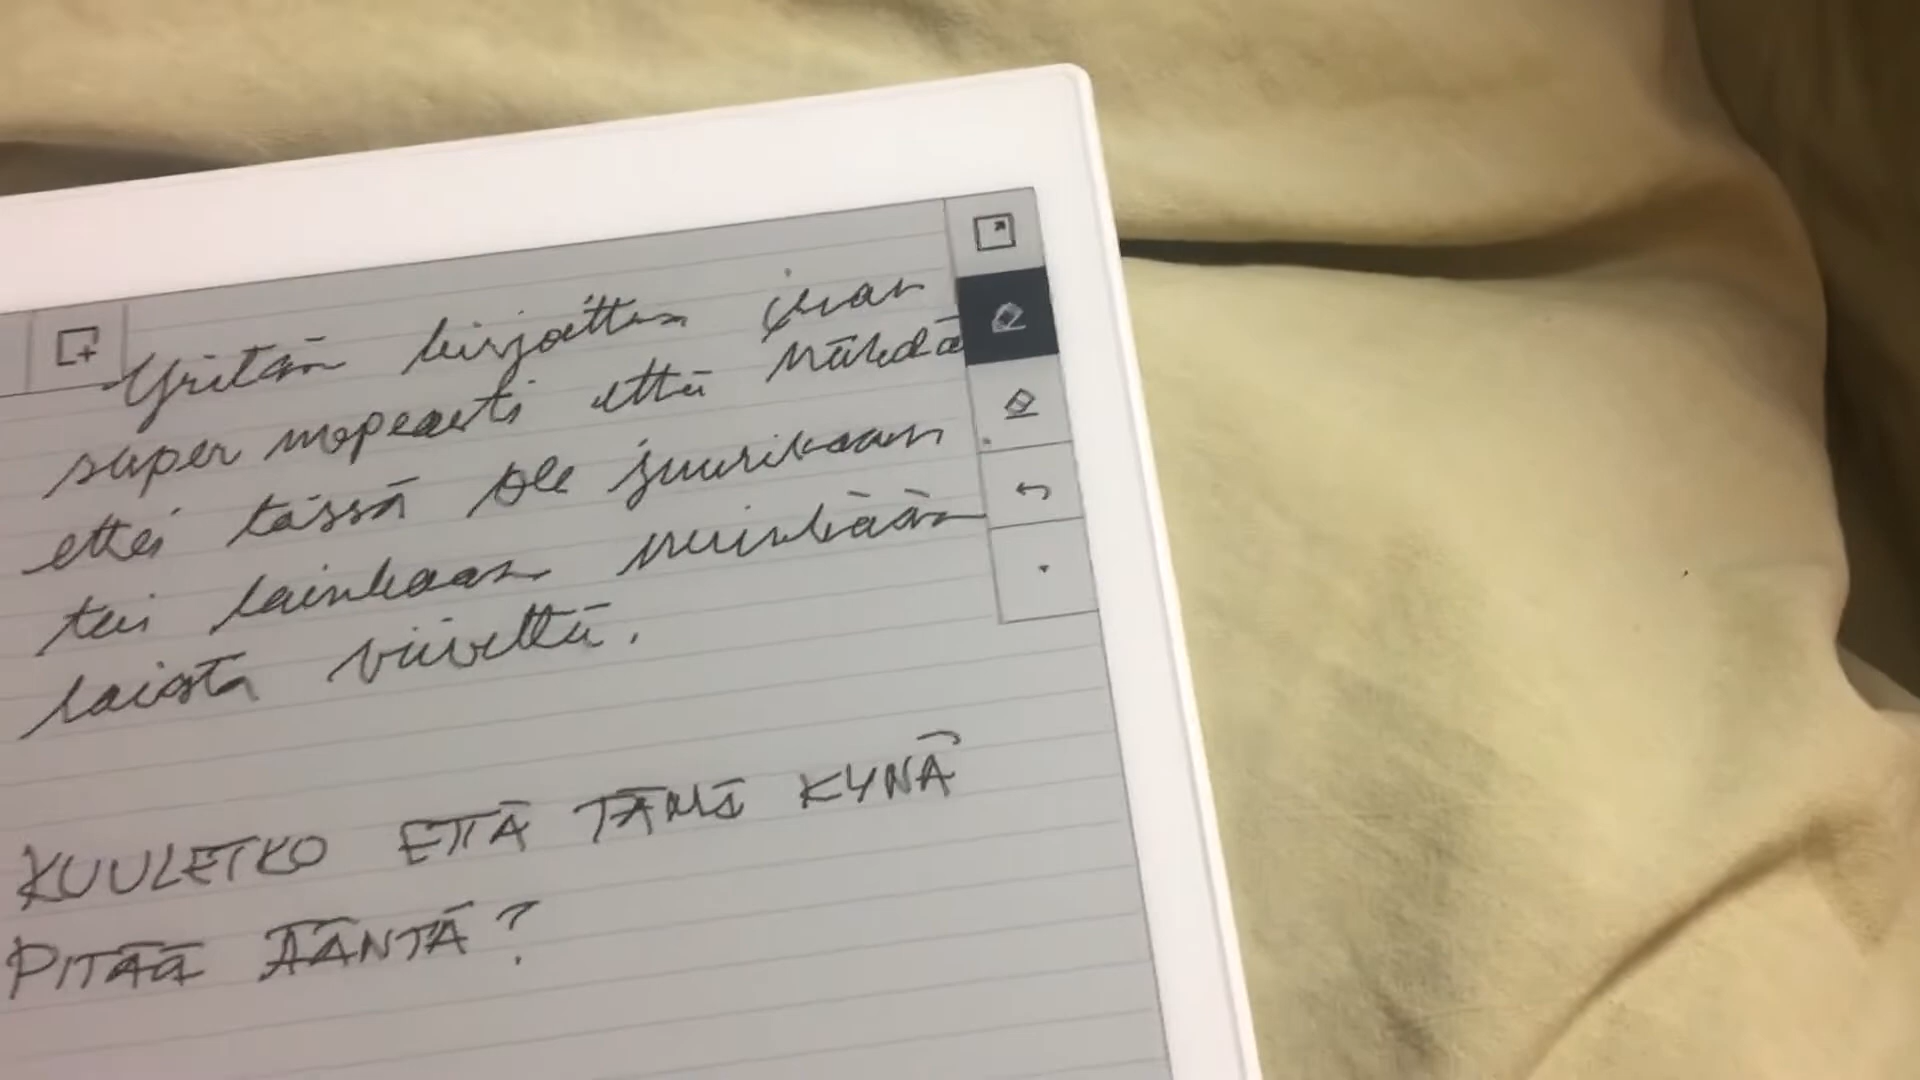 Yritän kirjoittaa ihan
super nopeasti että nähdä
ettei tässä ole juurikaan
tai lainkaan minkään
laista viivettä.
KUULETKO ETTÄ TÄMÄ KYNÄ
PITÄÄ ÄÄNTÄ?